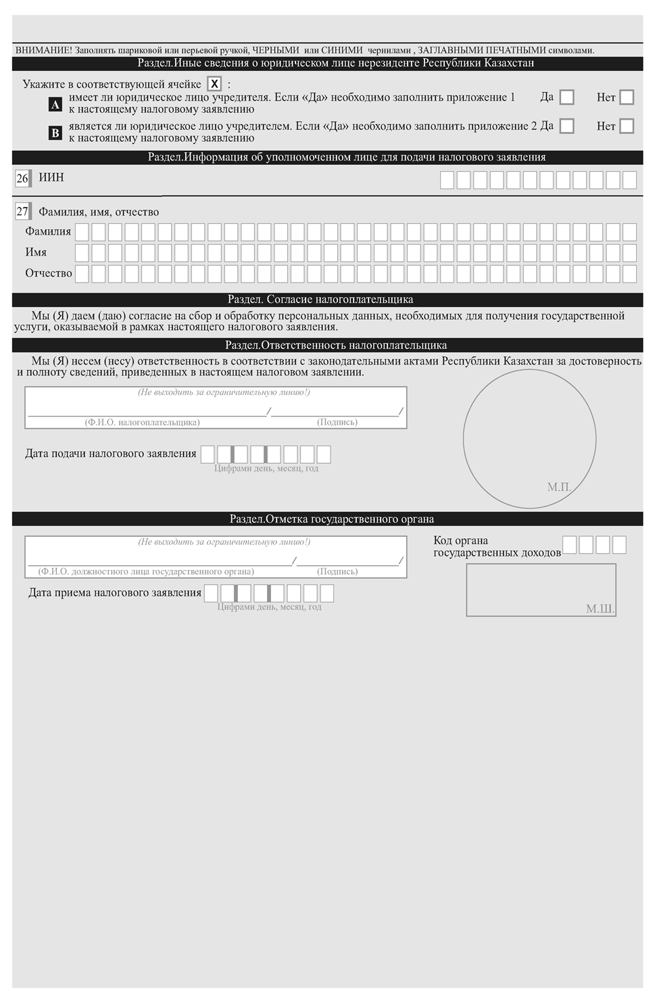 ВНИМАНИЕ! Заполнять шариковой или перьевой ручкой, ЧЕРНЫМИ или СИНИМИ чернилами , ЗАГЛАВНЫМИ ПЕЧАТНЫМИ символами.
Раздел.Иные сведения о юридическом лице нерезиденте Республики Казахстан
Укажите в соответствующей ячейке X :
A имеет ли юридическое лицо учредителя. Если «Да» необходимо заполнить приложение 1 Да Нет
к настоящему налоговому заявлению
B является ли юридическое лицо учредителем. Если «Да» необходимо заполнить приложение 2 Да Нет
к настоящему налоговому заявлению
Раздел.Информация об уполномоченном лице для подачи налогового заявления
26 ИИН
27 Фамилия, имя, отчество
Фамилия
Имя
Отчество
Раздел. Согласие налогоплательщика
Мы (Я) даем (даю) согласие на сбор и обработку персональных данных, необходимых для получения государственной
услуги, оказываемой в рамках настоящего налогового заявления.
Раздел.Ответственность налогоплательщика
Мы (Я) несем (несу) ответственность в соответствии с законодательными актами Республики Казахстан за достоверность
и полноту сведений, приведенных в настоящем налоговом заявлении.
(Не выходить за ограничительную линию!)
/ /
(Ф.И.О. налогоплательщика) (Подпись)
Дата подачи налогового заявления
Цифрами день, месяц, год
М.П.
Раздел.Отметка государственного органа
(Не выходить за ограничительную линию!)
/ /
(Ф.И.О. должностного лица государственного органа) (Подпись)
Код органа
государственных доходов
Дата приема налогового заявления
Цифрами день, месяц, год
М.Ш.